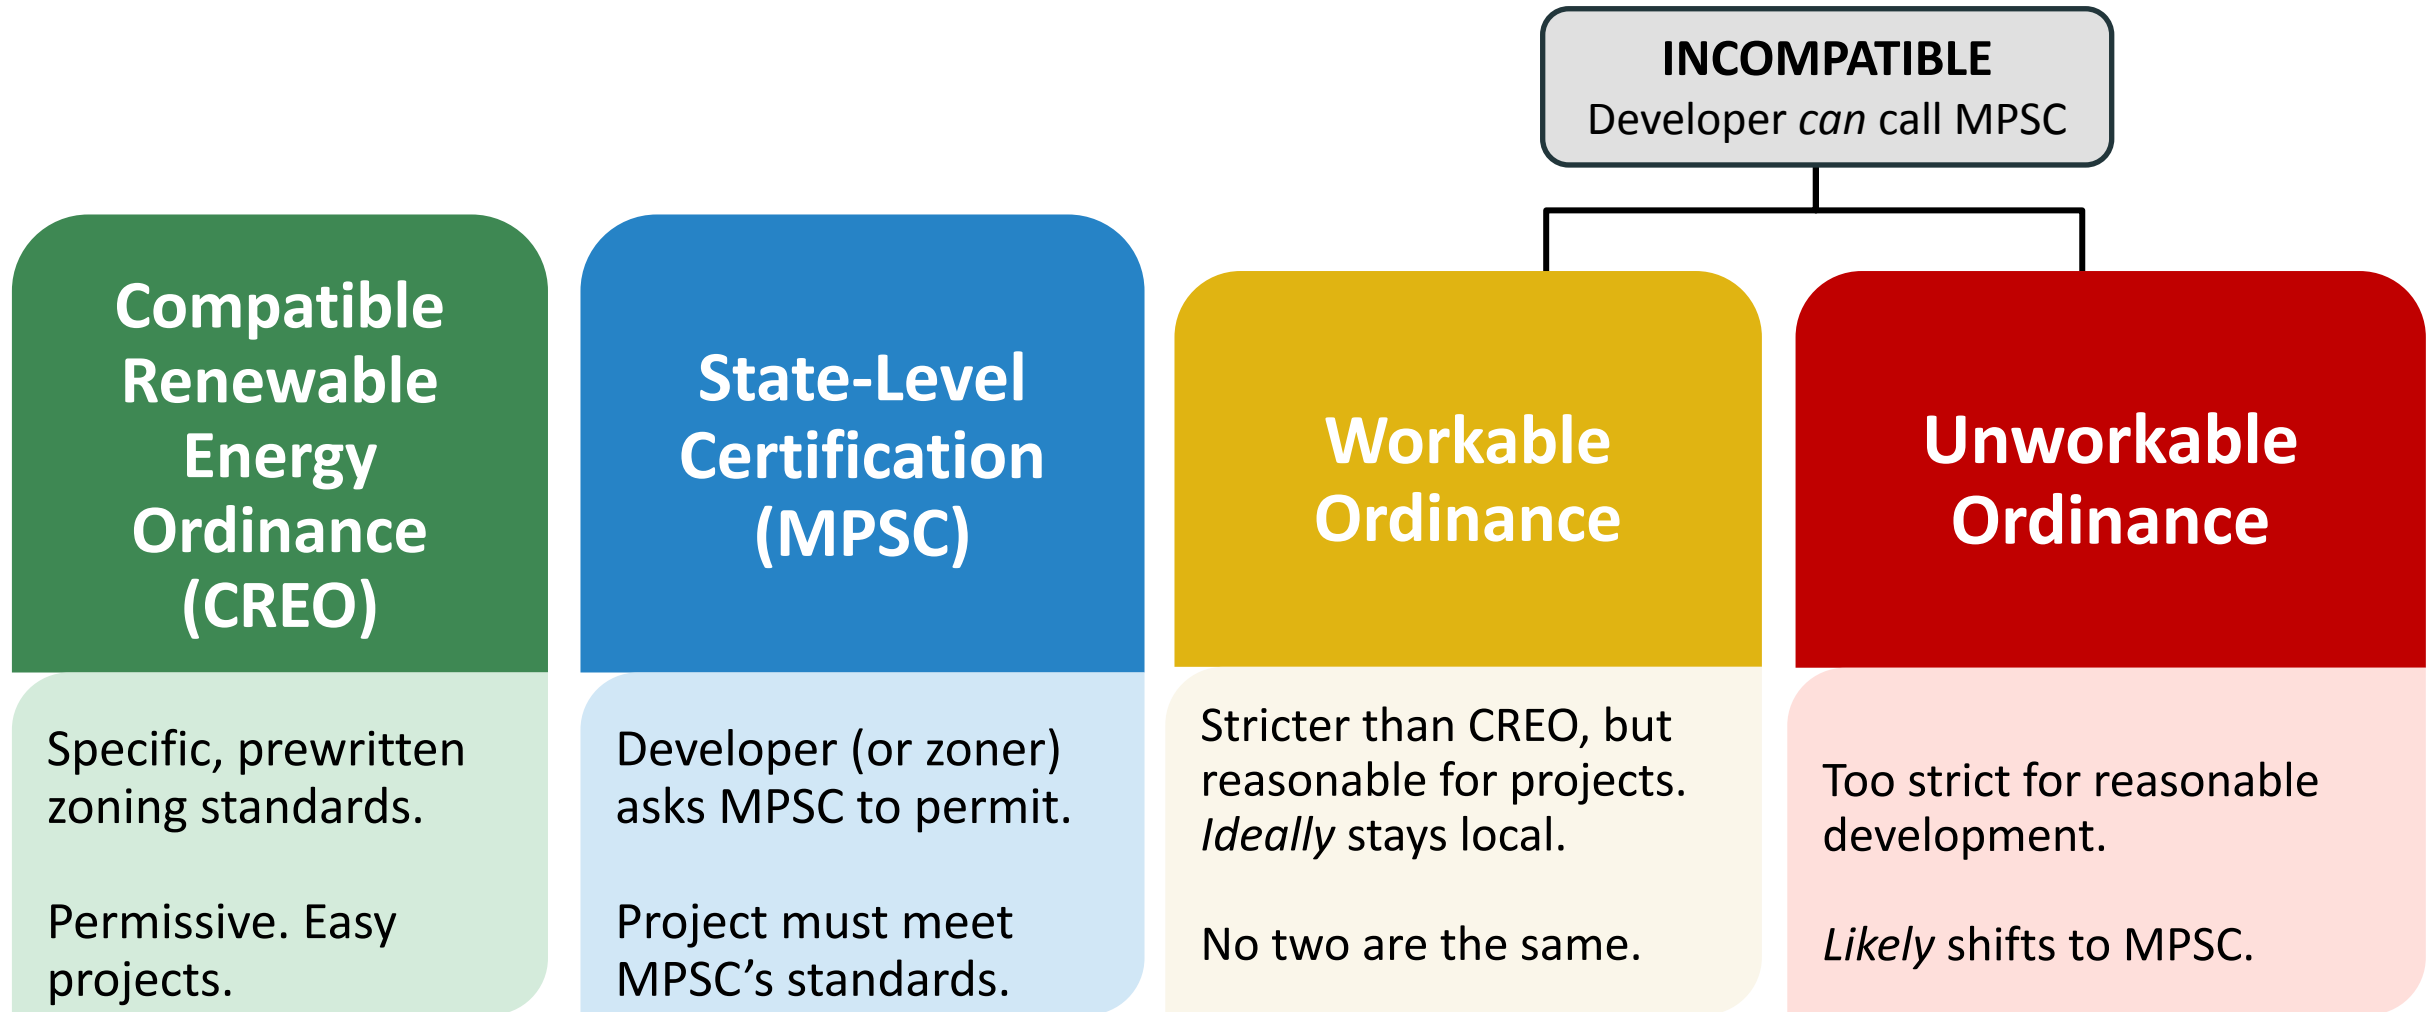 INCOMPATIBLE
Developer can call MPSC
Compatible
Renewable
Energy
Ordinance
(CREO)
Specific, prewritten
zoning standards.
Permissive. Easy
projects.
State-Level
Certification
(MPSC)
Developer (or zoner)
asks MPSC to permit.
Project must meet
MPSC’s standards.
Workable
Ordinance
Stricter than CREO, but
reasonable for projects.
Ideally stays local.
No two are the same.
Unworkable
Ordinance
Too strict for reasonable
development.
Likely shifts to MPSC.